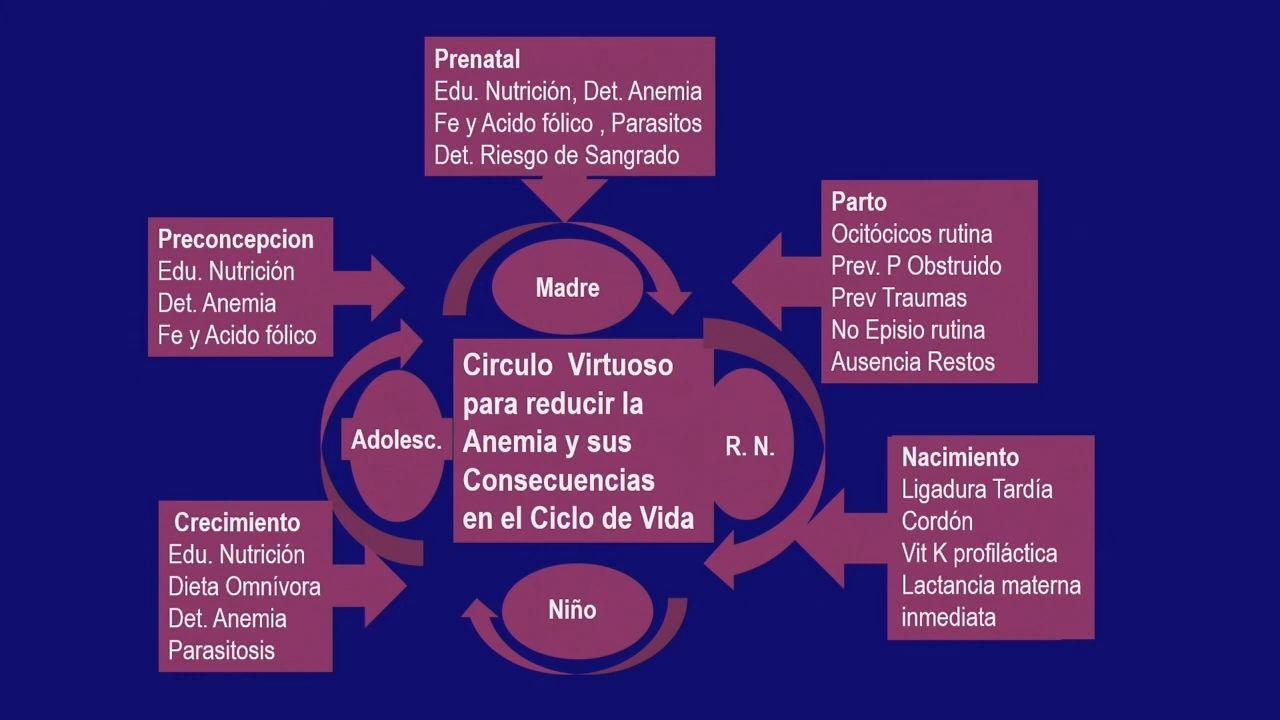 Prenatal
Edu. Nutrición, Det. Anemia
Fe y Acido fólico , Parasitos
Det. Riesgo de Sangrado
Parto
Ocitócicos rutina
Prev. P Obstruido
Prev Traumas
No Episio rutina
Ausencia Restos
Preconcepcion
Edu. Nutrición
Det. Anemia
Fe y Acido fólico
Madre
Circulo Virtuoso
para reducir la
Anemia y sus
Consecuencias
en el Ciclo de Vida
Adolesc.
R. N.
Nacimiento
Ligadura Tardía
Cordón
Vit K profiláctica
Lactancia materna
inmediata
Crecimiento
Edu. Nutrición
Dieta Omnívora
Det. Anemia
Parasitosis
Niño